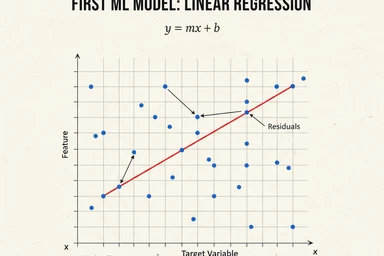 FIRST ML MODEL: LINEAR REGRESSION
y = mx + b
Feature
Residuals
x
x
Target Variable